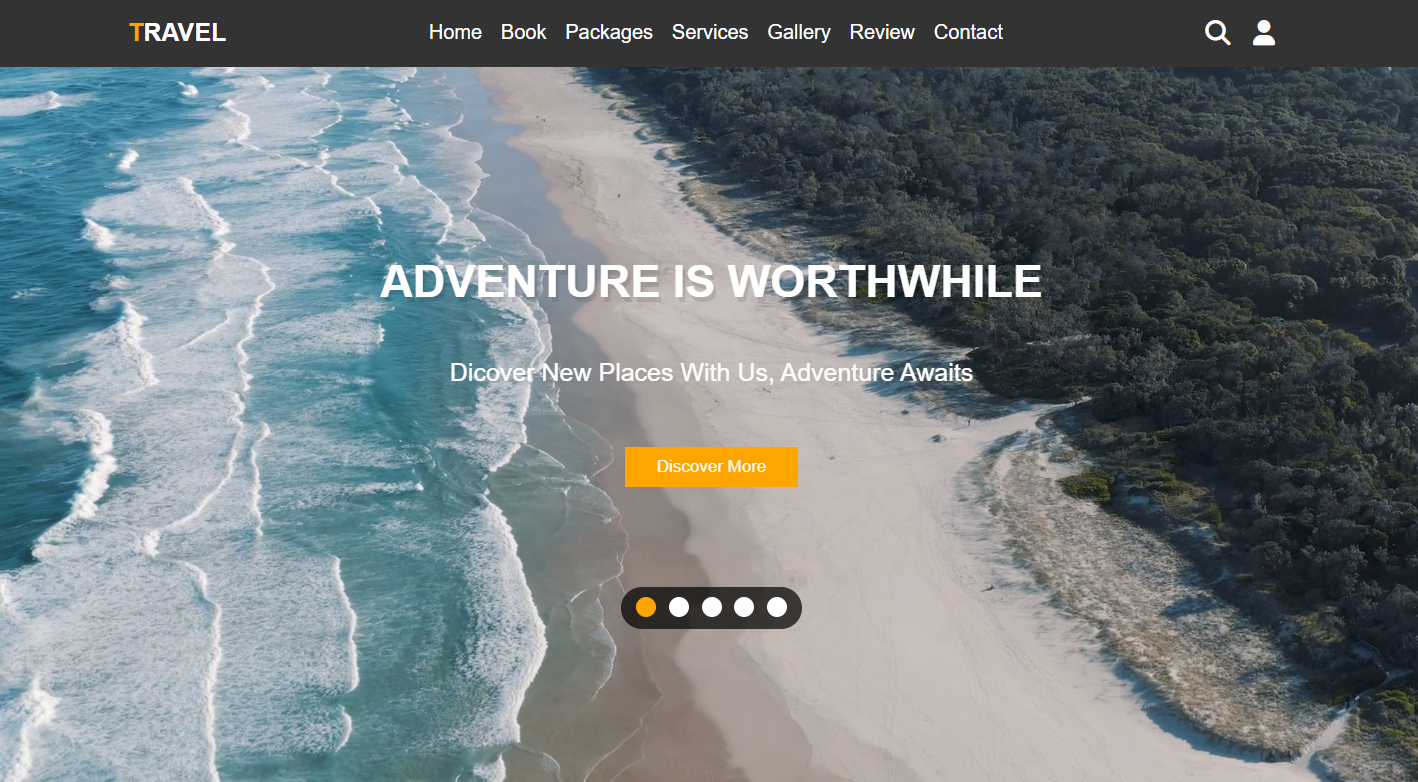 TRAVEL Home Book Packages Services Gallery Review Contact
ADVENTURE IS WORTHWHILE
Dicover New Places With Us, Adventure Awaits
Discover More